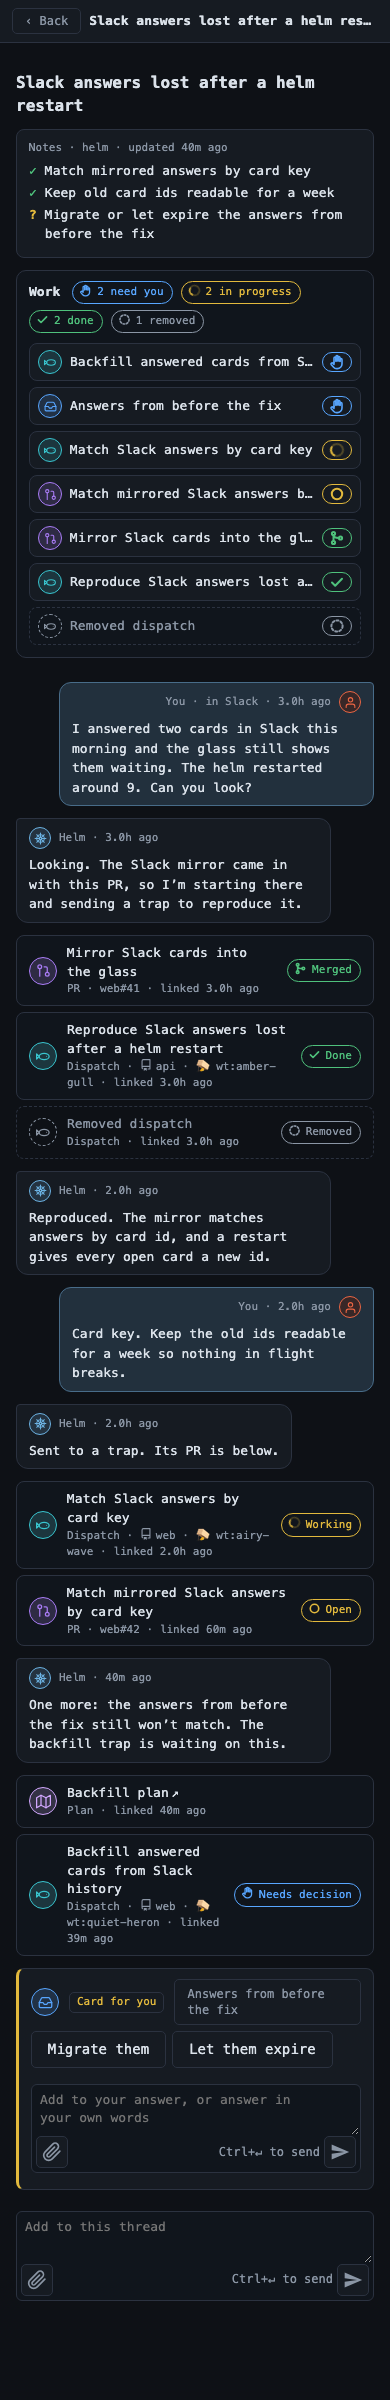 ‹ Back
Slack answers lost after a helm res…
Slack answers lost after a helm
restart
Notes · helm · updated 40m ago
✓ Match mirrored answers by card key
✓ Keep old card ids readable for a week
? Migrate or let expire the answers from
before the fix
Work
2 need you
2 in progress
2 done
1 removed
Backfill answered cards from S…
Answers from before the fix
Match Slack answers by card key
Match mirrored Slack answers b…
Mirror Slack cards into the gl…
Reproduce Slack answers lost a…
Removed dispatch
You · in Slack · 3.0h ago
I answered two cards in Slack this
morning and the glass still shows
them waiting. The helm restarted
around 9. Can you look?
Helm · 3.0h ago
Looking. The Slack mirror came in
with this PR, so I’m starting there
and sending a trap to reproduce it.
Mirror Slack cards into
the glass
PR · web#41 · linked 3.0h ago
Merged
Reproduce Slack answers lost
after a helm restart
Dispatch · api · wt:amber-
gull · linked 3.0h ago
Done
Removed dispatch
Dispatch · linked 3.0h ago
Removed
Helm · 2.0h ago
Reproduced. The mirror matches
answers by card id, and a restart
gives every open card a new id.
You · 2.0h ago
Card key. Keep the old ids readable
for a week so nothing in flight
breaks.
Helm · 2.0h ago
Sent to a trap. Its PR is below.
Match Slack answers by
card key
Dispatch · web · wt:airy-
wave · linked 2.0h ago
Working
Match mirrored Slack answers
by card key
PR · web#42 · linked 60m ago
Open
Helm · 40m ago
One more: the answers from before
the fix still won’t match. The
backfill trap is waiting on this.
Backfill plan↗
Plan · linked 40m ago
Backfill answered
cards from Slack
history
Dispatch · web ·
wt:quiet-heron · linked
39m ago
Needs decision
Card for you
Answers from before
the fix
Migrate them
Let them expire
Add to your answer, or answer in
your own words
Ctrl+↵ to send
Add to this thread
Ctrl+↵ to send